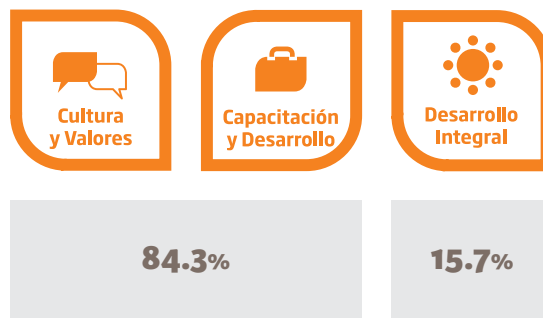 Cultura
y Valores
Capacitación
y Desarrollo
Desarrollo
Integral
84.3%
15.7%